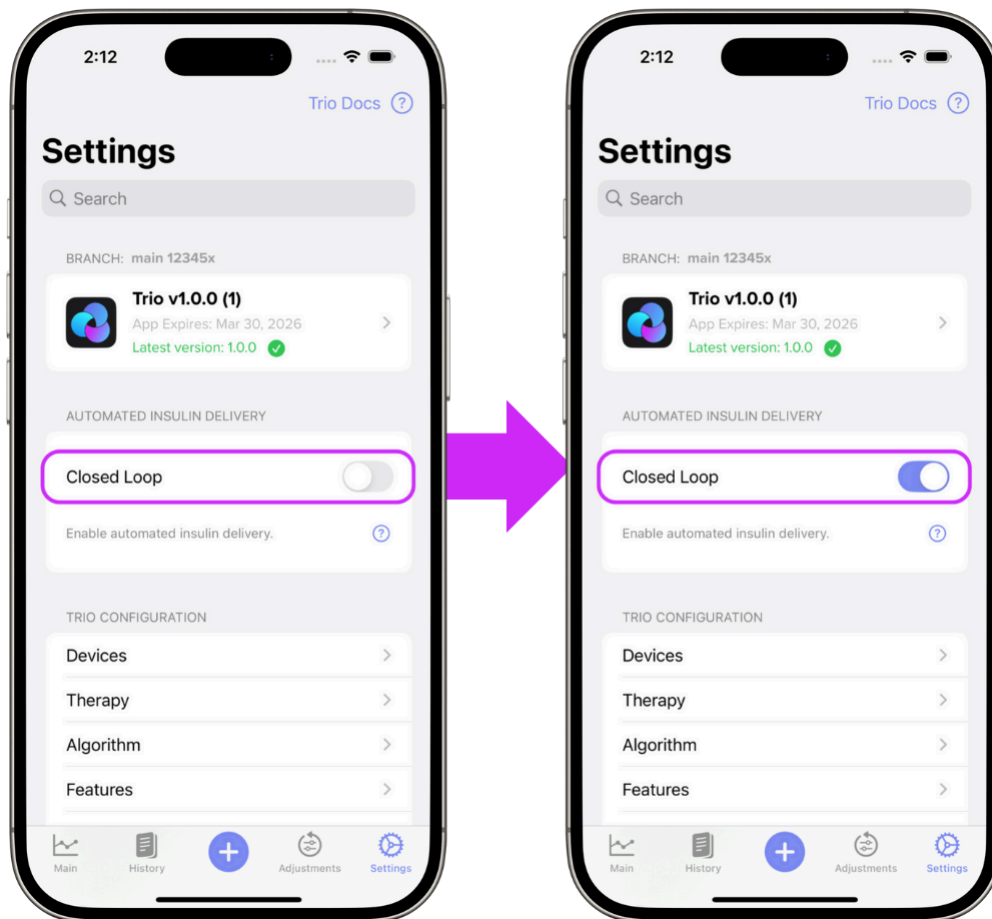 2:12
Trio Docs ?
Settings
Search
BRANCH: main 12345x
Trio v1.0.0 (1)
App Expires: Mar 30, 2026
Latest version: 1.0.0
AUTOMATED INSULIN DELIVERY
Closed Loop
Enable automated insulin delivery. ?
TRIO CONFIGURATION
Devices
Therapy
Algorithm
Features
Main History Adjustments Settings
2:12
Trio Docs ?
Settings
Search
BRANCH: main 12345x
Trio v1.0.0 (1)
App Expires: Mar 30, 2026
Latest version: 1.0.0
AUTOMATED INSULIN DELIVERY
Closed Loop
Enable automated insulin delivery. ?
TRIO CONFIGURATION
Devices
Therapy
Algorithm
Features
Main History Adjustments Settings